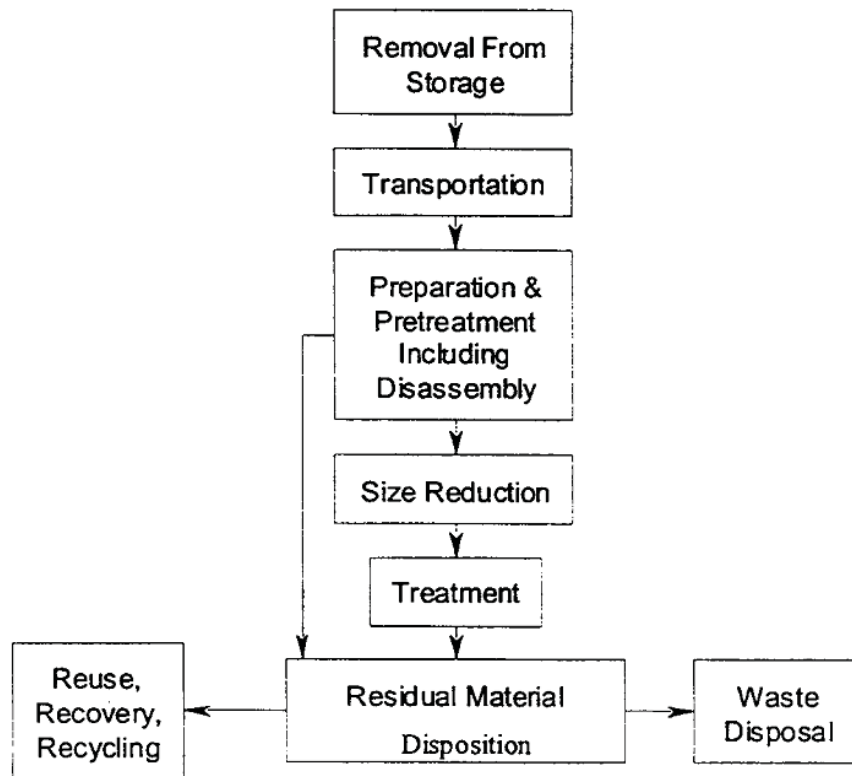 Removal From
Storage
Transportation
Preparation &
Pretreatment
Including
Disassembly
Size Reduction
Treatment
Reuse,
Recovery,
Recycling
Residual Material
Disposition
Waste
Disposal